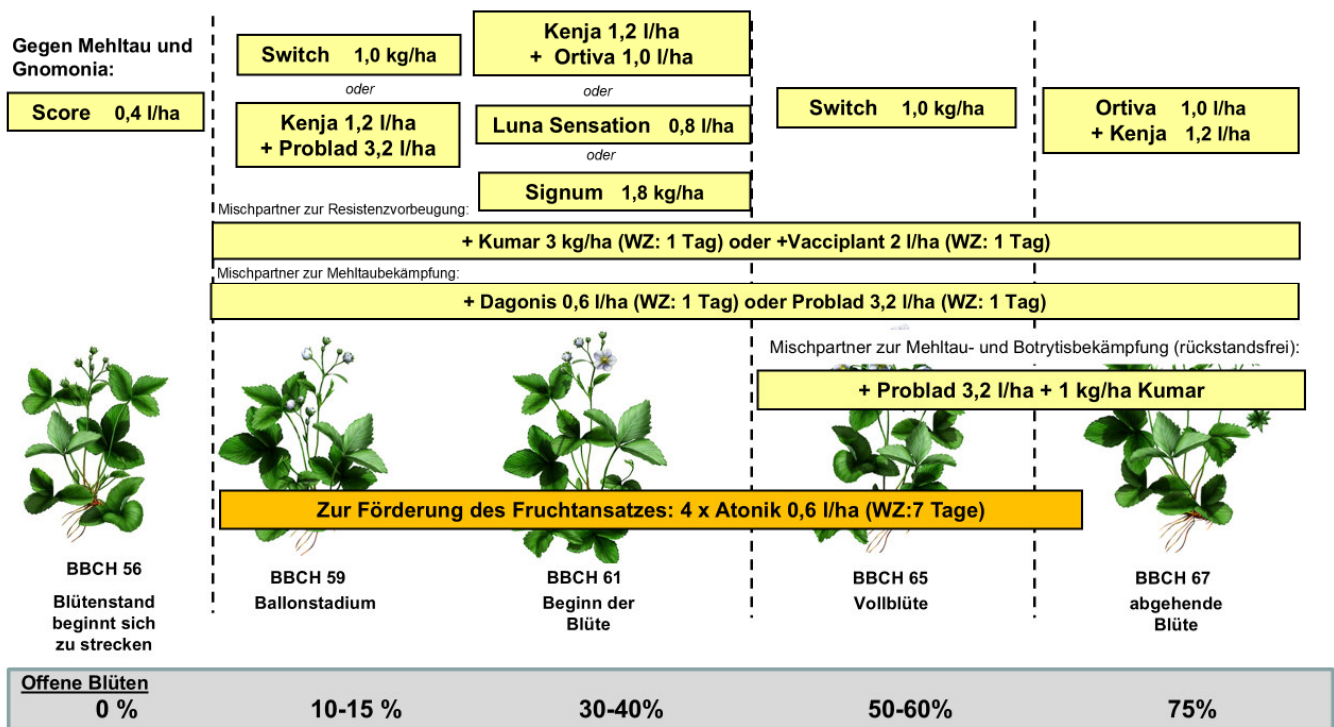 Gegen Mehltau und
Gnomonia:
Score 0,4 l/ha
Switch 1,0 kg/ha
oder
Kenja 1,2 l/ha
+ Problad 3,2 l/ha
Kenja 1,2 l/ha
+ Ortiva 1,0 l/ha
oder
Luna Sensation 0,8 l/ha
oder
Signum 1,8 kg/ha
Switch 1,0 kg/ha
Ortiva 1,0 l/ha
+ Kenja 1,2 l/ha
Mischpartner zur Resistenzvorbeugung:
+ Kumar 3 kg/ha (WZ: 1 Tag) oder +Vacciplant 2 l/ha (WZ: 1 Tag)
Mischpartner zur Mehltaubekämpfung:
+ Dagonis 0,6 l/ha (WZ: 1 Tag) oder Problad 3,2 l/ha (WZ: 1 Tag)
Mischpartner zur Mehltau- und Botrytisbekämpfung (rückstandsfrei):
+ Problad 3,2 l/ha + 1 kg/ha Kumar
Zur Förderung des Fruchtansatzes: 4 x Atonik 0,6 l/ha (WZ:7 Tage)
BBCH 56
Blütenstand
beginnt sich
zu strecken
BBCH 59
Ballonstadium
BBCH 61
Beginn der
Blüte
BBCH 65
Vollblüte
BBCH 67
abgehende
Blüte
Offene Blüten
0 % 10-15 % 30-40% 50-60% 75%